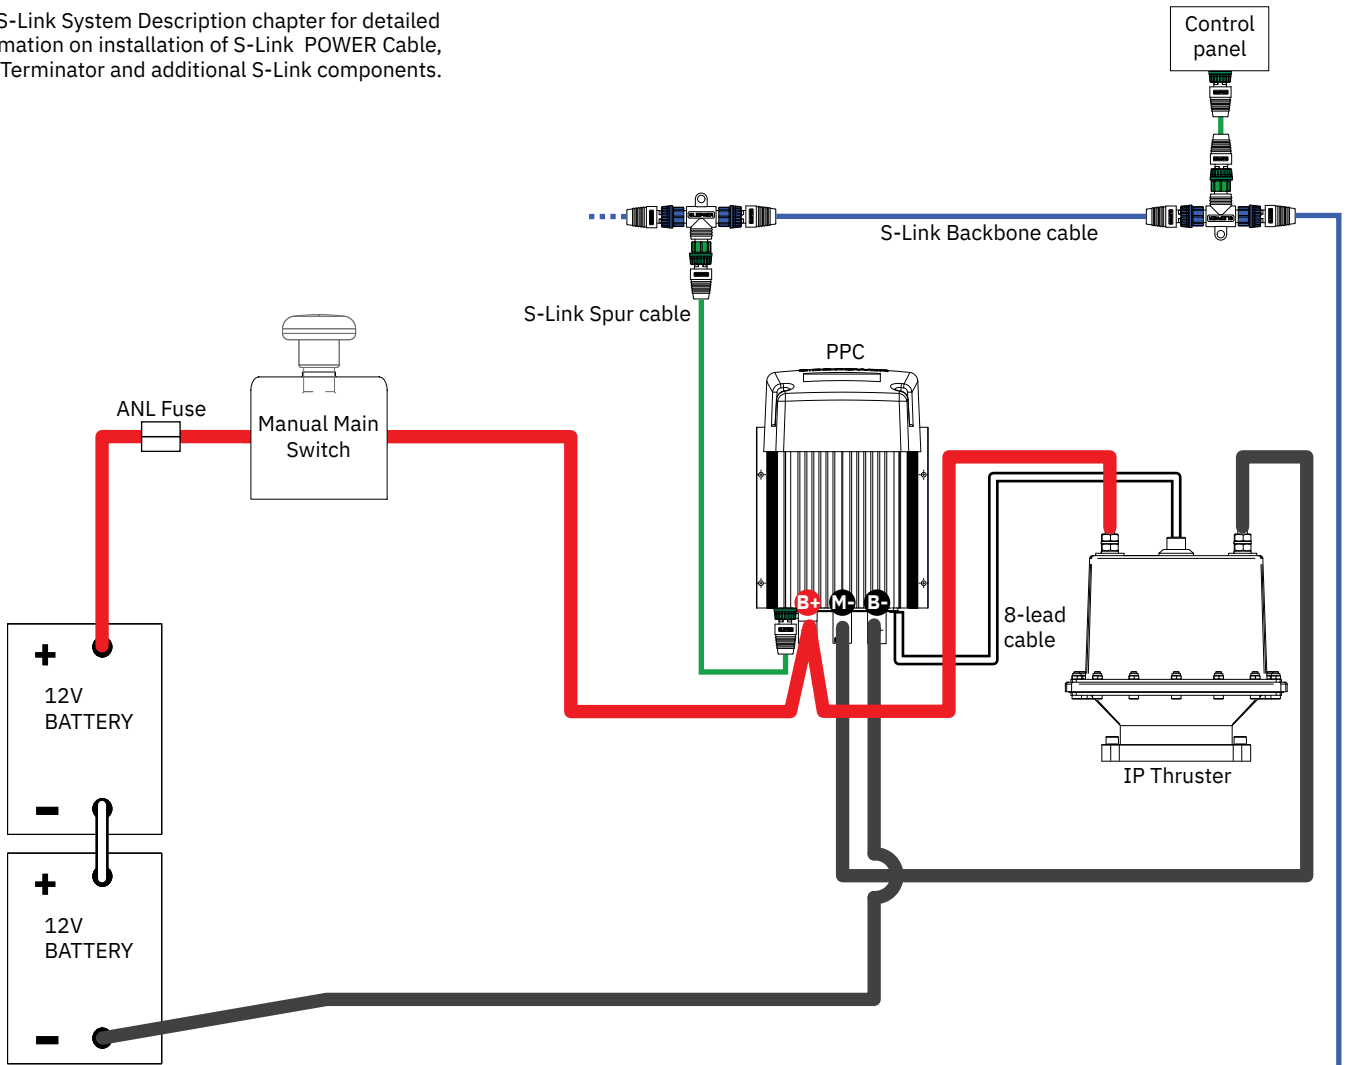 S-Link System Description chapter for detailed
mation on installation of S-Link POWER Cable,
Terminator and additional S-Link components.
Control
panel
S-Link Backbone cable
S-Link Spur cable
PPC
ANL Fuse
Manual Main
Switch
B+
M-
B-
8-lead
cable
+
12V
BATTERY
-
IP Thruster
+
12V
BATTERY
-